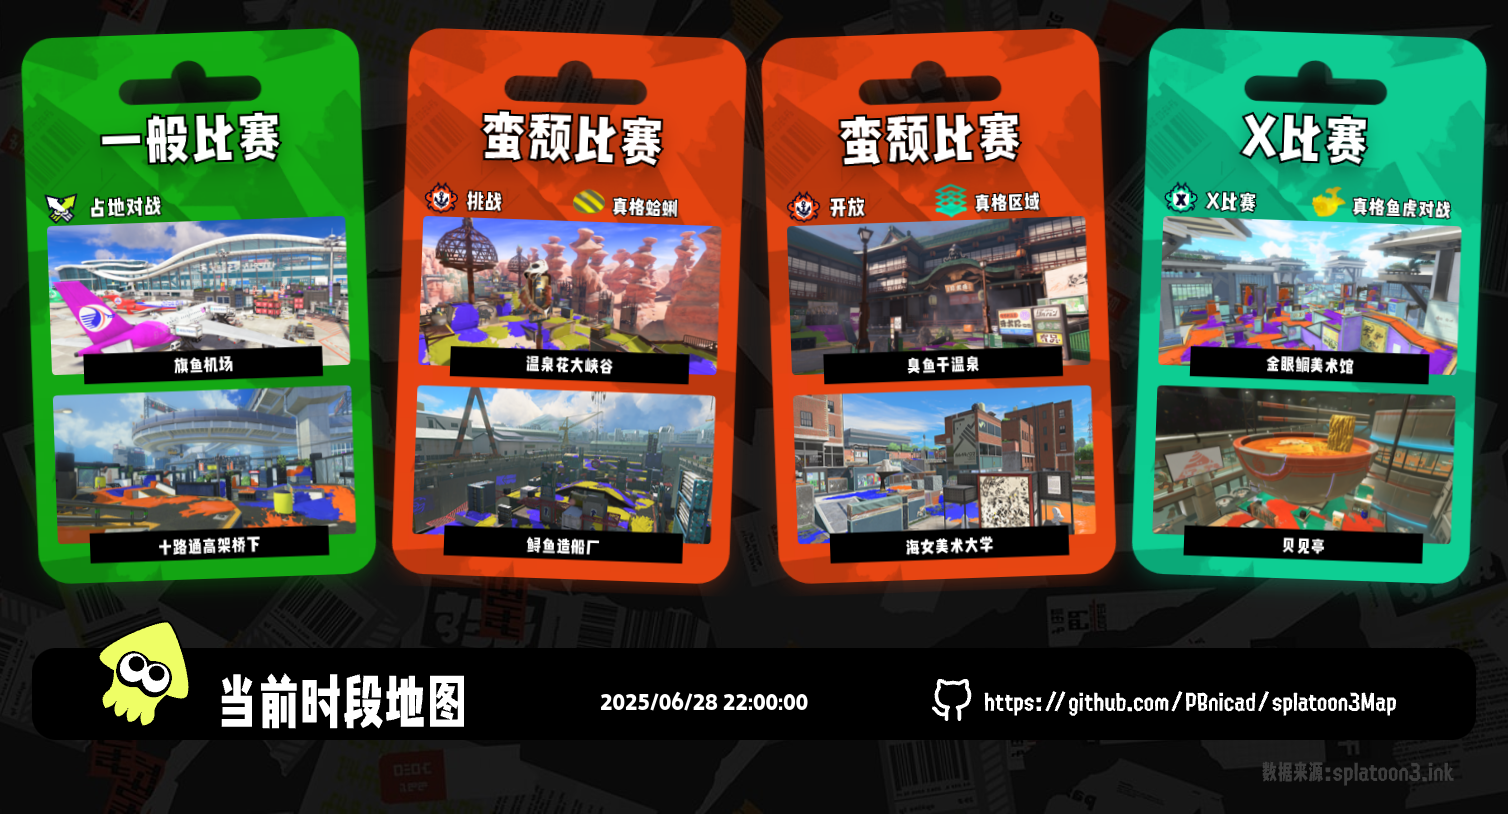 一般比赛
占地对战
旗鱼机场
十路通高架桥下
蛮颓比赛
挑战
真格蛤蜊
温泉花大峡谷
鲟鱼造船厂
蛮颓比赛
开放
真格区域
臭鱼干温泉
海女美术大学
X比赛
X比赛
真格鱼虎对战
金眼鲷美术馆
贝见亭
当前时段地图
2025/06/28 22:00:00
https://github.com/PBnicad/splatoon3Map
数据来源:splatoon3.ink